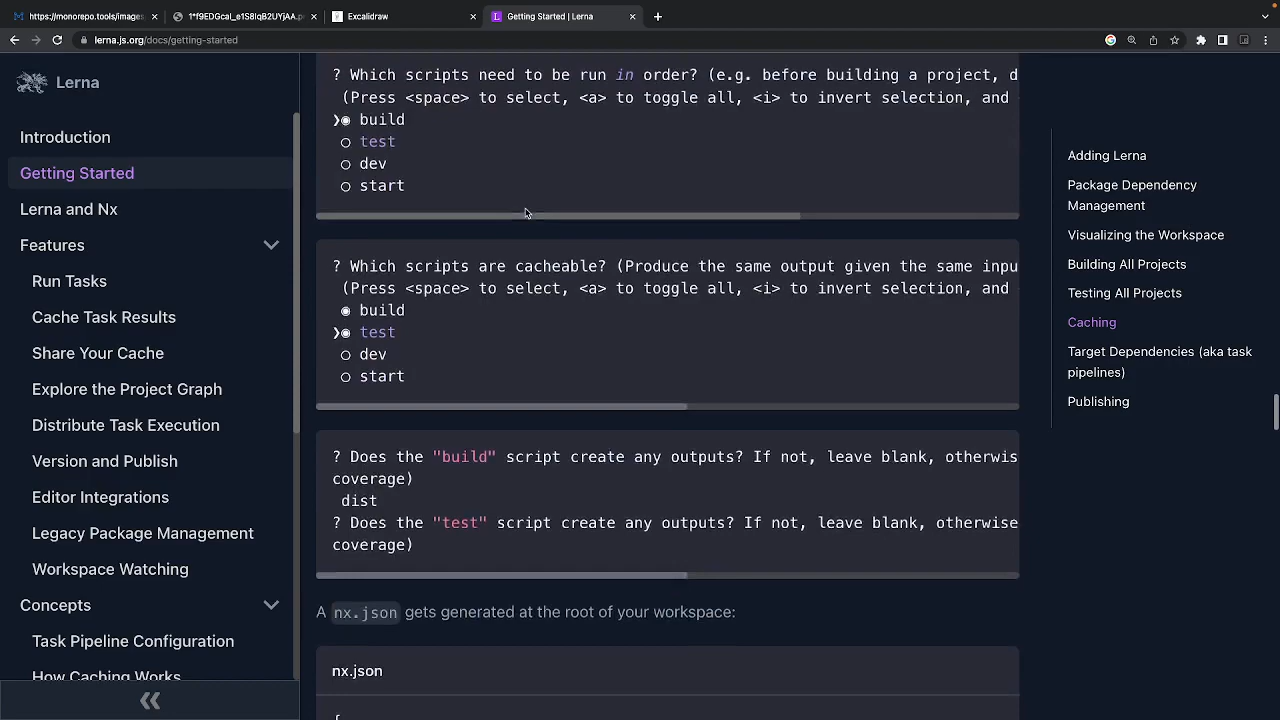 https://monorepo.tools/images
1*f9EDGcaI_e1S8IqB2UYjAA.p
Excalidraw
Getting Started | Lerna
lerna.js.org/docs/getting-started
Lerna
Introduction
Getting Started
Lerna and Nx
Features
Run Tasks
Cache Task Results
Share Your Cache
Explore the Project Graph
Distribute Task Execution
Version and Publish
Editor Integrations
Legacy Package Management
Workspace Watching
Concepts
Task Pipeline Configuration
How Caching Works
? Which scripts need to be run in order? (e.g. before building a project, d
(Press <space> to select, <a> to toggle all, <i> to invert selection, and
❯◉ build
◯ test
◯ dev
◯ start
? Which scripts are cacheable? (Produce the same output given the same inpu
(Press <space> to select, <a> to toggle all, <i> to invert selection, and
◉ build
❯◉ test
◯ dev
◯ start
? Does the "build" script create any outputs? If not, leave blank, otherwis
coverage)
dist
? Does the "test" script create any outputs? If not, leave blank, otherwise
coverage)
A nx.json gets generated at the root of your workspace:
nx.json
{
Adding Lerna
Package Dependency
Management
Visualizing the Workspace
Building All Projects
Testing All Projects
Caching
Target Dependencies (aka task
pipelines)
Publishing